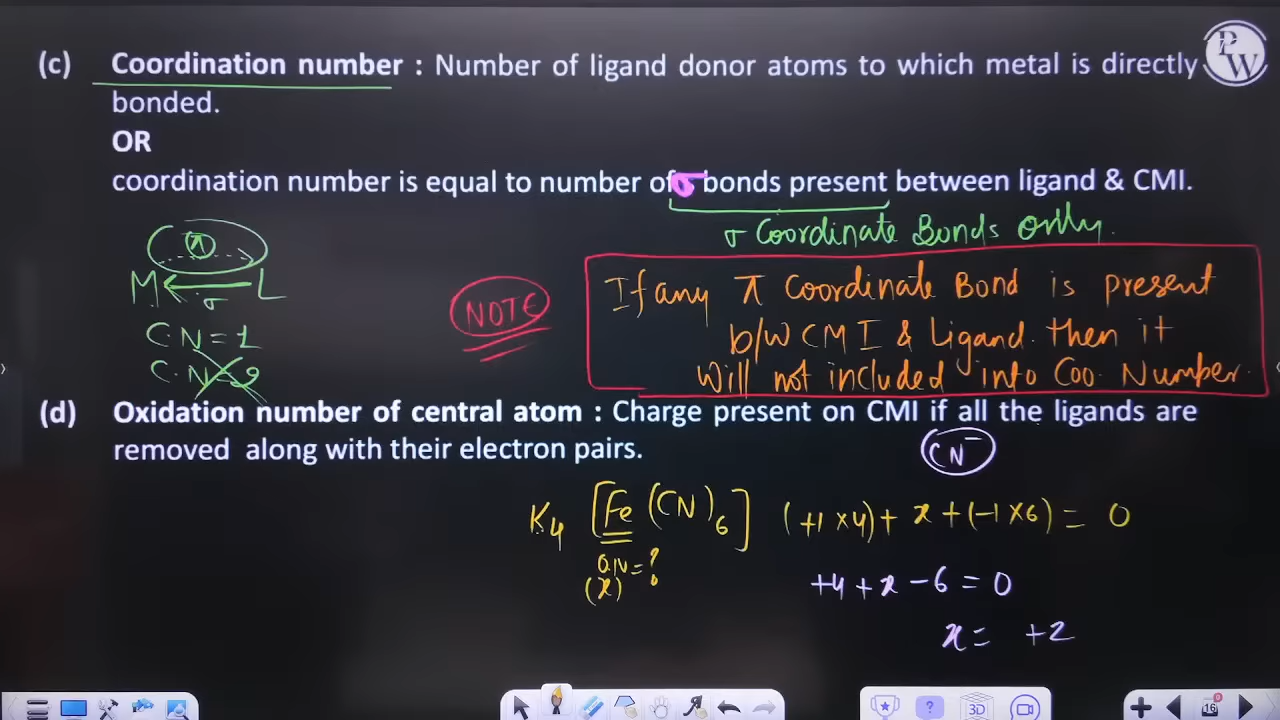 (c) Coordination number : Number of ligand donor atoms to which metal is directly
bonded.
OR
coordination number is equal to number of σ bonds present between ligand & CMI.
σ Coordinate Bonds only.
π
M ← L
σ
C.N = 1
C.N = 2
NOTE
If any π Coordinate Bond is present
b/w CMI & Ligand then it
will not included into Coo. Number.
(d) Oxidation number of central atom : Charge present on CMI if all the ligands are
removed along with their electron pairs.
CN⁻
K₄ [Fe(CN)₆] (+1×4) + x + (-1×6) = 0
O.N = ?
(x)
+4 + x - 6 = 0
x = +2
PW
16
3D